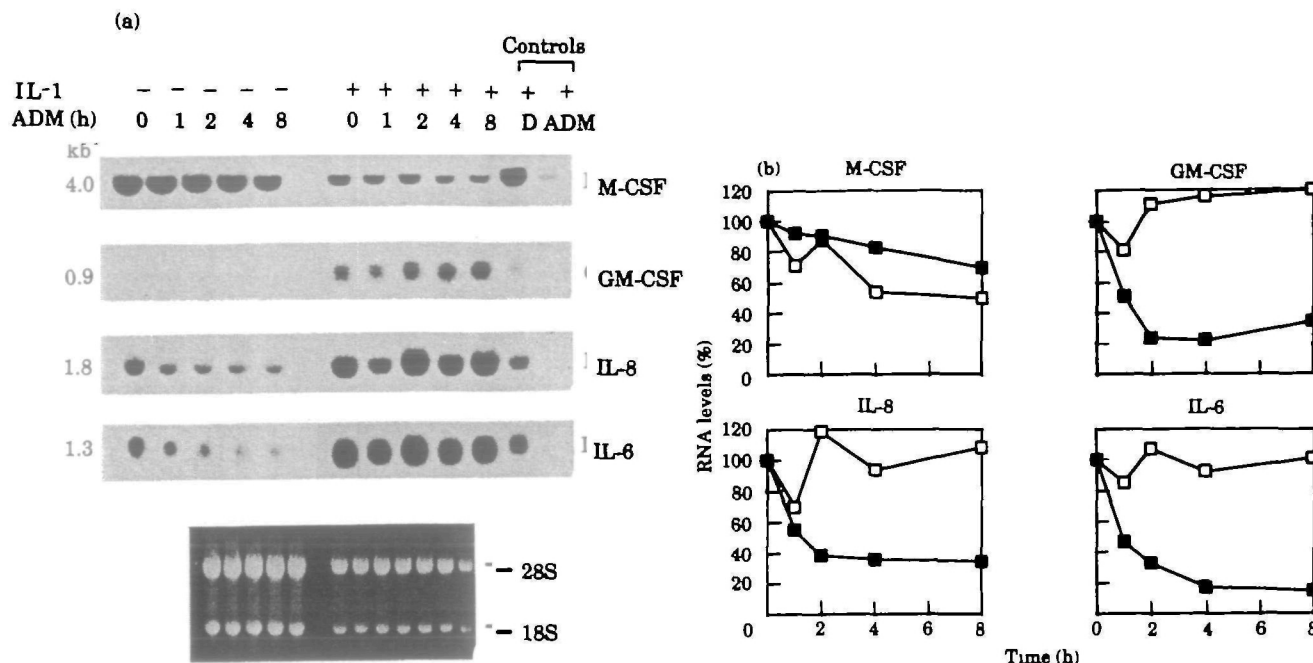 (a)
Controls
IL-1 − − − − − + + + + + + +
ADM (h) 0 1 2 4 8 0 1 2 4 8 D ADM
kb
4.0 M-CSF
0.9 GM-CSF
1.8 IL-8
1.3 IL-6
28S
18S
(b)
M-CSF
GM-CSF
120
100
80
60
40
20
0
IL-8
IL-6
RNA levels (%)
120
100
80
60
40
20
0 2 4 6 8
0 2 4 6 8
Time (h)